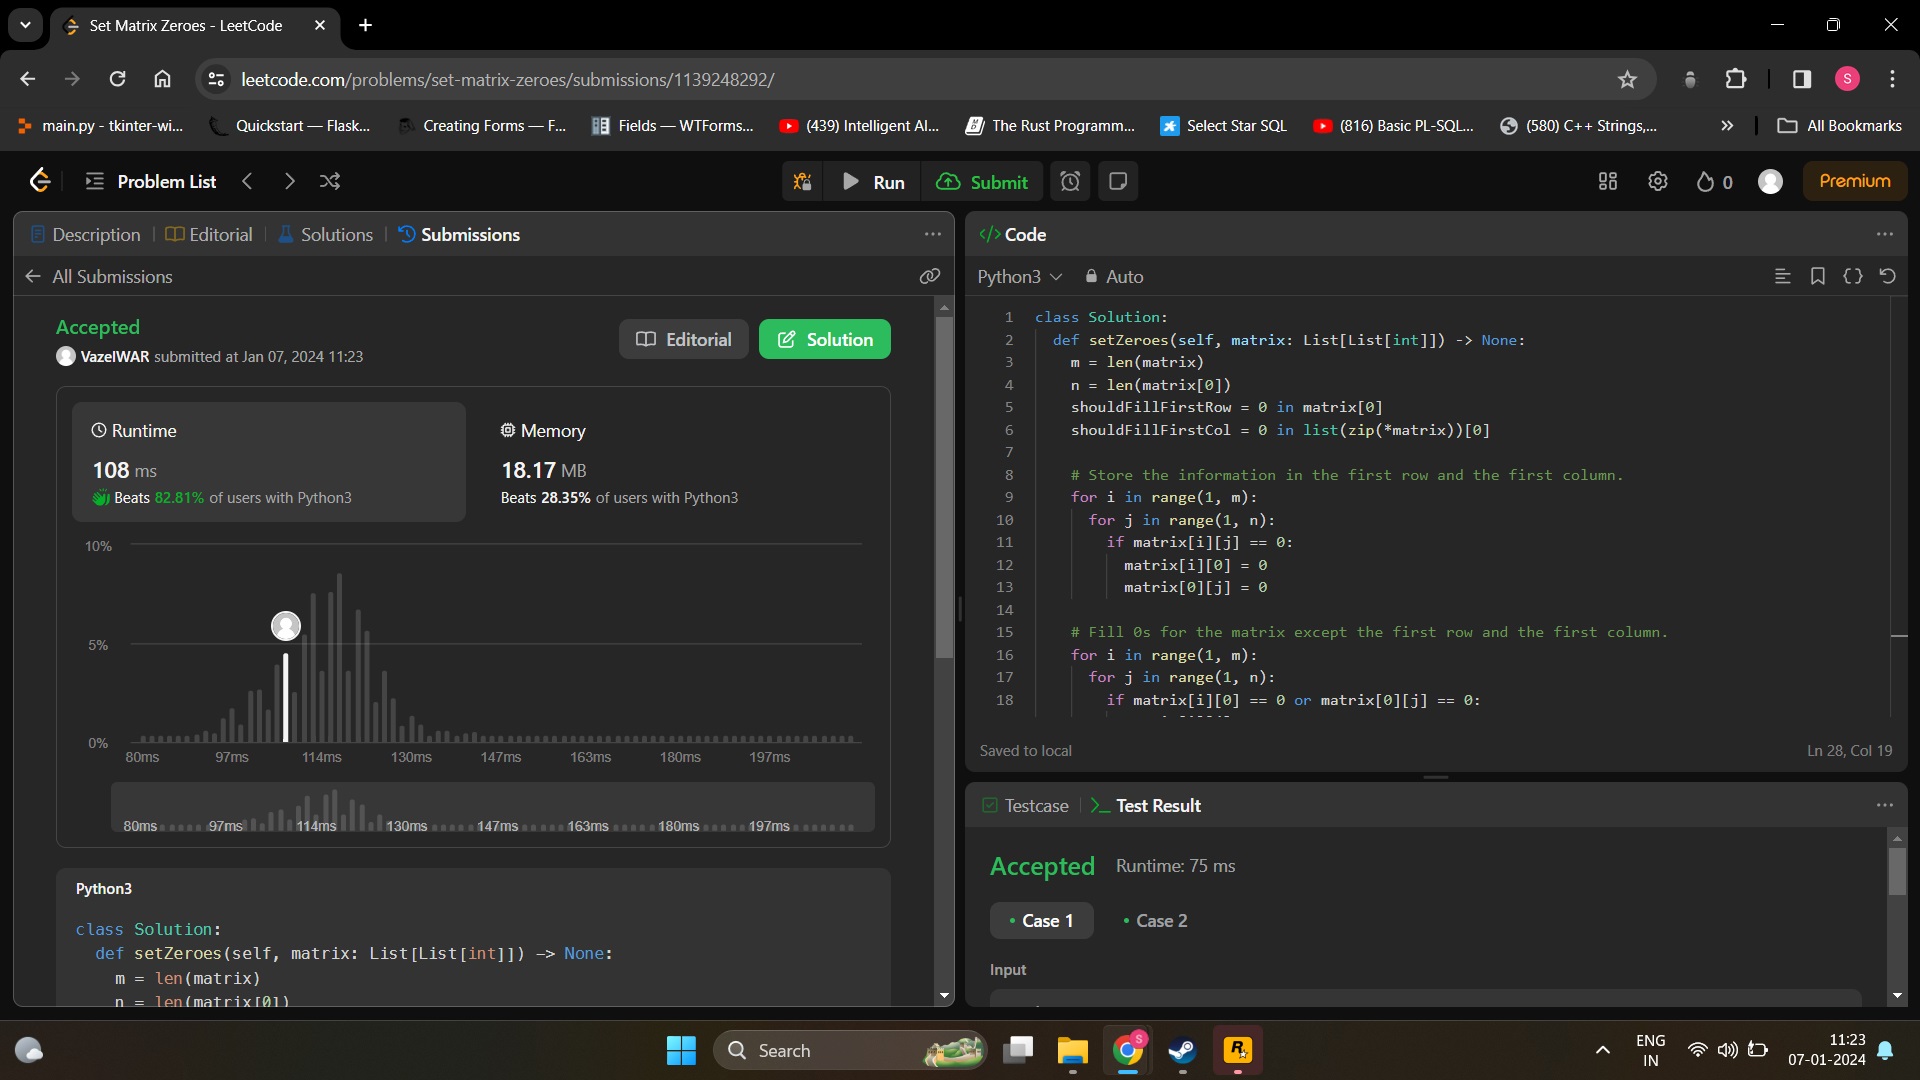 Set Matrix Zeroes - LeetCode
leetcode.com/problems/set-matrix-zeroes/submissions/1139248292/
S
main.py - tkinter-wi...
Quickstart — Flask...
Creating Forms — F...
Fields — WTForms...
(439) Intelligent AI...
The Rust Programm...
Select Star SQL
(816) Basic PL-SQL...
(580) C++ Strings,...
All Bookmarks
Problem List
Run
Submit
0
Premium
Description
Editorial
Solutions
Submissions
All Submissions
Accepted
VazelWAR submitted at Jan 07, 2024 11:23
Editorial
Solution
Runtime
108 ms
Beats 82.81% of users with Python3
Memory
18.17 MB
Beats 28.35% of users with Python3
10%
5%
0%
80ms 97ms 114ms 130ms 147ms 163ms 180ms 197ms
80ms 97ms 114ms 130ms 147ms 163ms 180ms 197ms
Python3
class Solution:
def setZeroes(self, matrix: List[List[int]]) -> None:
m = len(matrix)
n = len(matrix[0])
</> Code
Python3
Auto
1 class Solution:
2 def setZeroes(self, matrix: List[List[int]]) -> None:
3 m = len(matrix)
4 n = len(matrix[0])
5 shouldFillFirstRow = 0 in matrix[0]
6 shouldFillFirstCol = 0 in list(zip(*matrix))[0]
7
8 # Store the information in the first row and the first column.
9 for i in range(1, m):
10 for j in range(1, n):
11 if matrix[i][j] == 0:
12 matrix[i][0] = 0
13 matrix[0][j] = 0
14
15 # Fill 0s for the matrix except the first row and the first column.
16 for i in range(1, m):
17 for j in range(1, n):
18 if matrix[i][0] == 0 or matrix[0][j] == 0:
Saved to local
Ln 28, Col 19
Testcase
Test Result
Accepted
Runtime: 75 ms
Case 1
Case 2
Input
Search
S
R
ENG
IN
11:23
07-01-2024